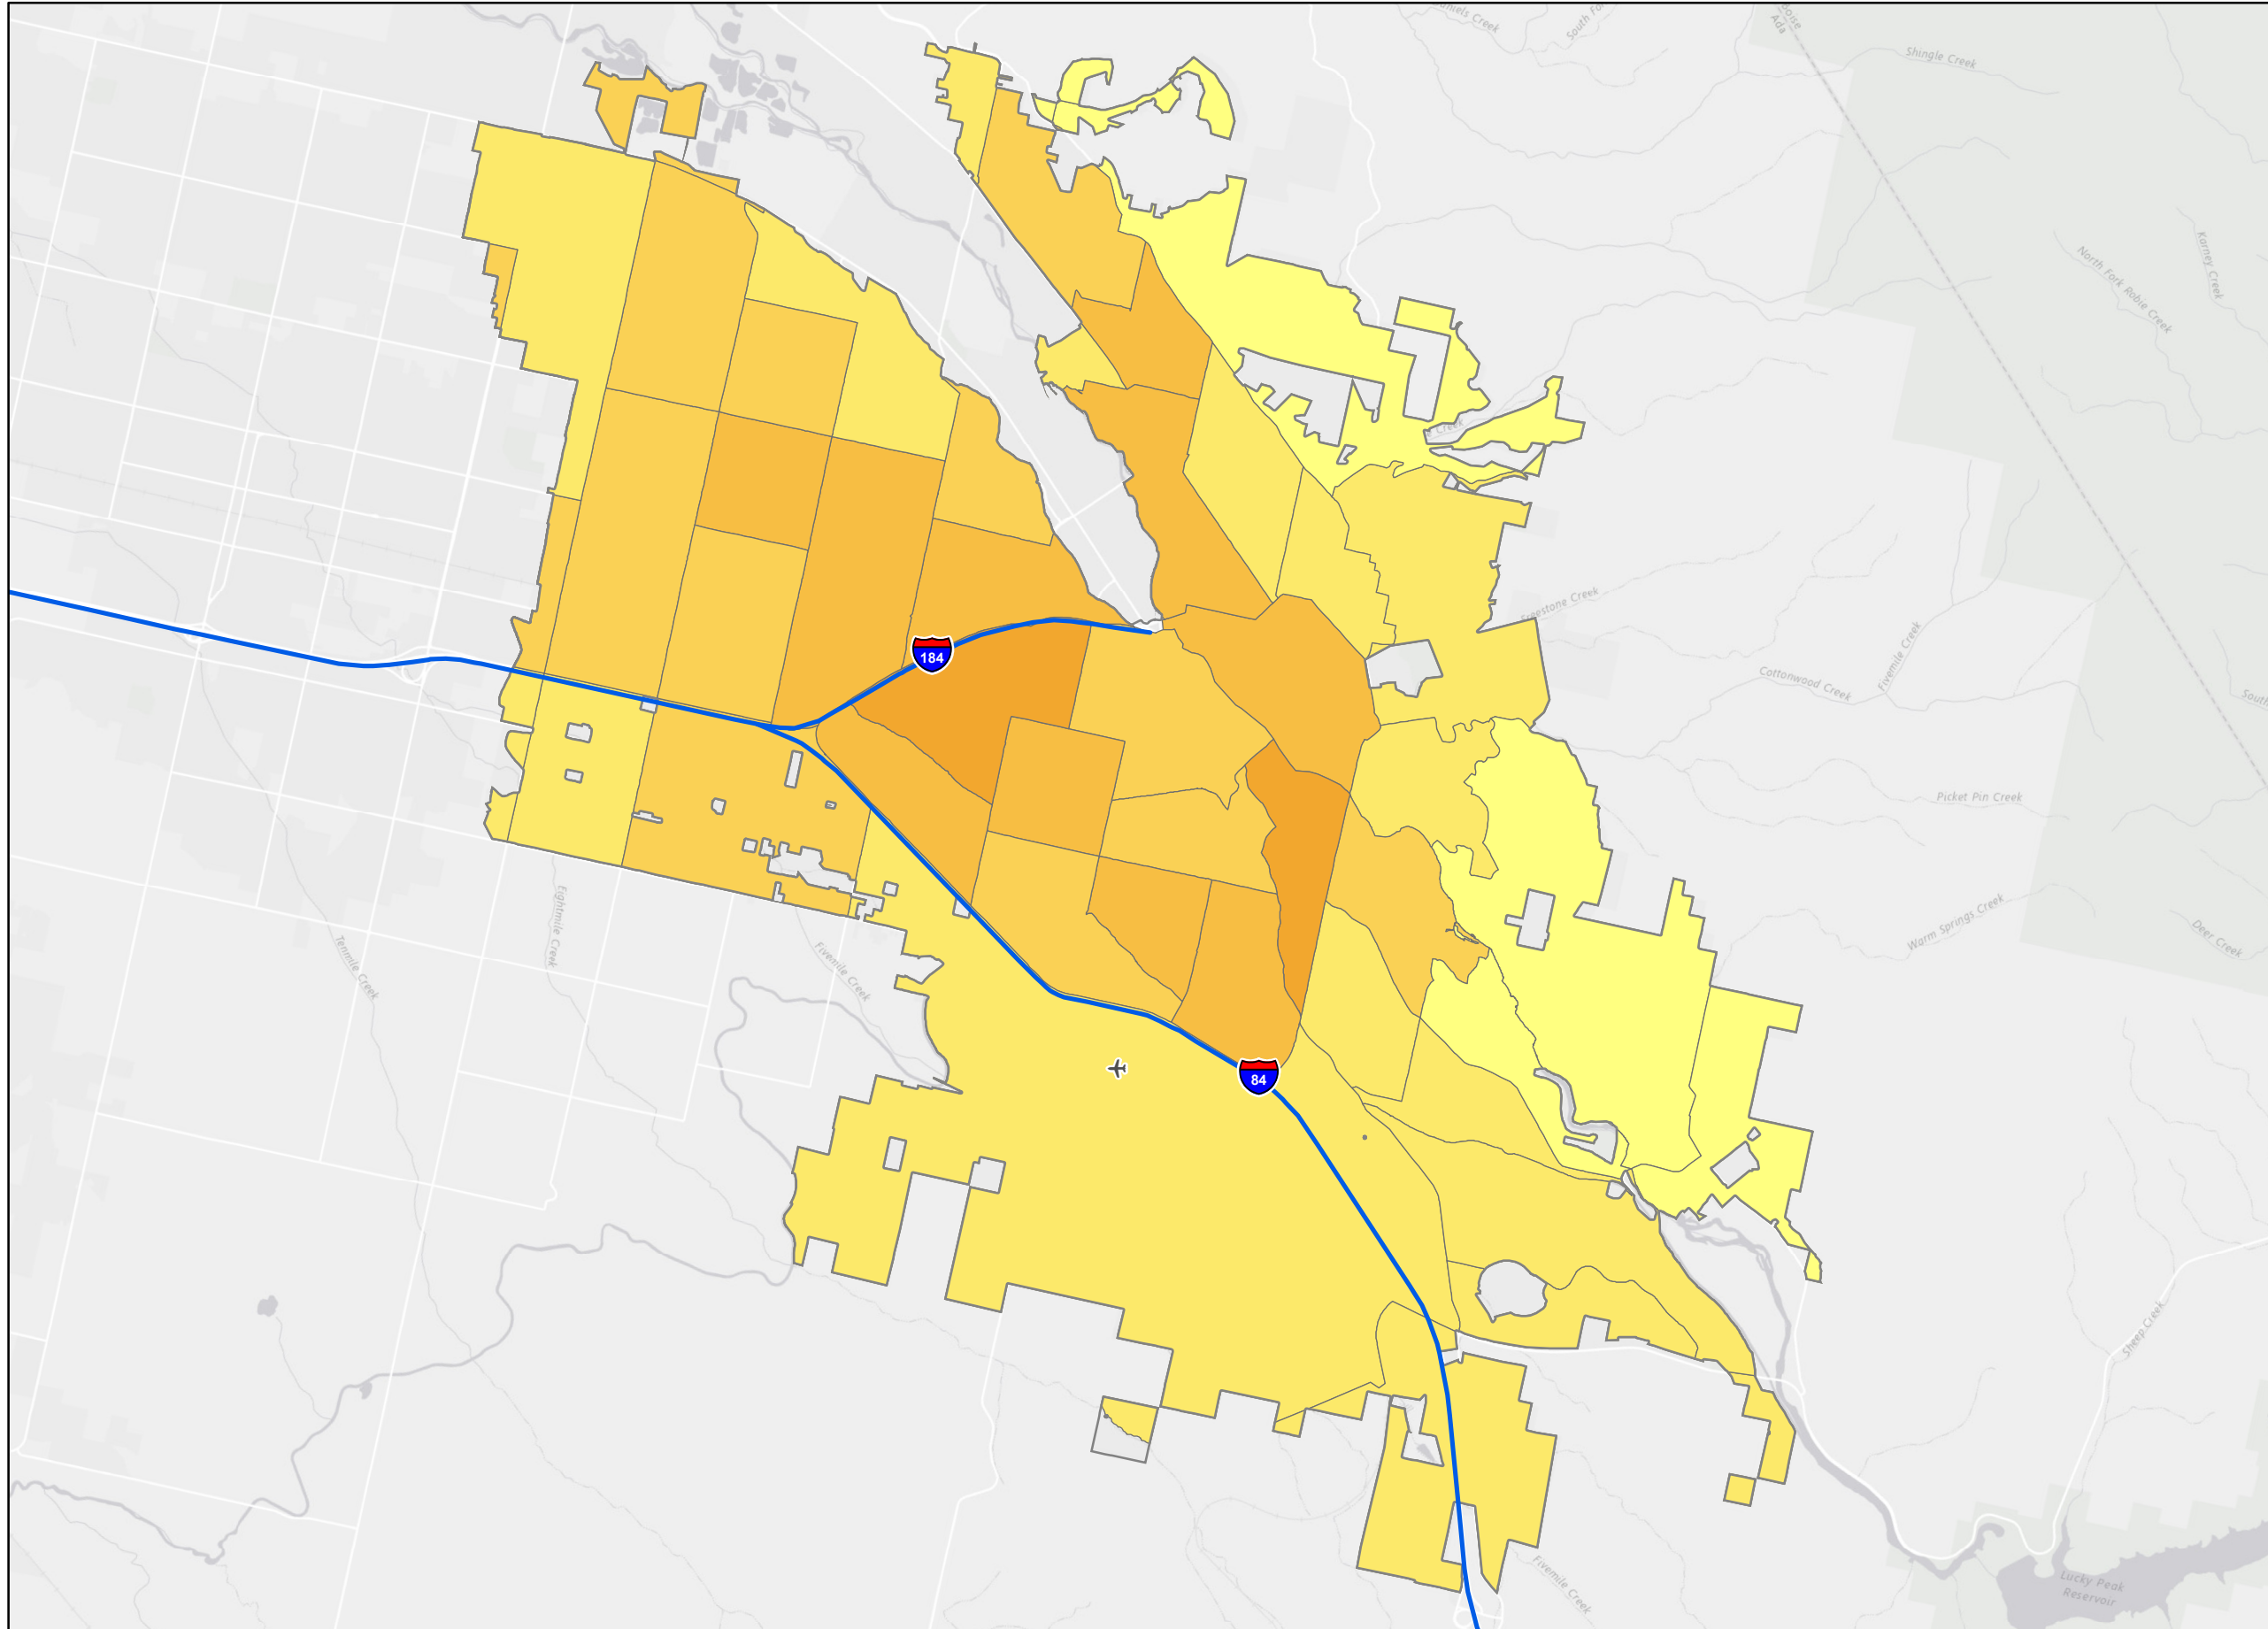 Boise
Ada
South Fo
Shingle Creek
Karney Creek
North Fork Robie Creek
Creek
Freestone Creek
Fivemile Creek
Cottonwood Creek
South
184
Picket Pin Creek
Eightmile Creek
Tenmile Creek
Fivemile Creek
Warm Springs Creek
Deer Creek
84
Sheep Creek
Fivemile Creek
Lucky Peak
Reservoir